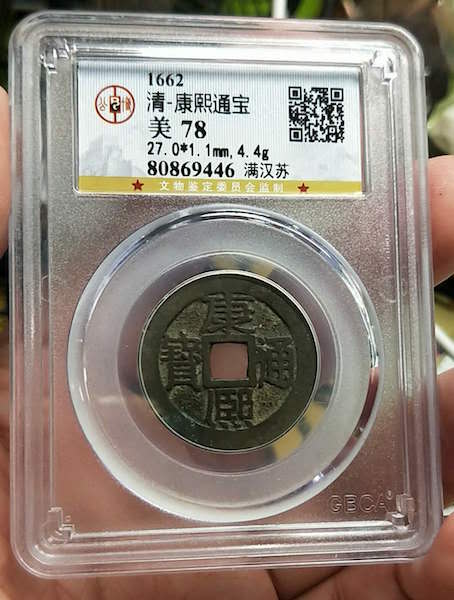 1662
清-康熙通宝
美 78
27.0*1.1mm,4.4g
80869446 满汉苏
文物鉴定委员会监制
康熙通寶
GBCA